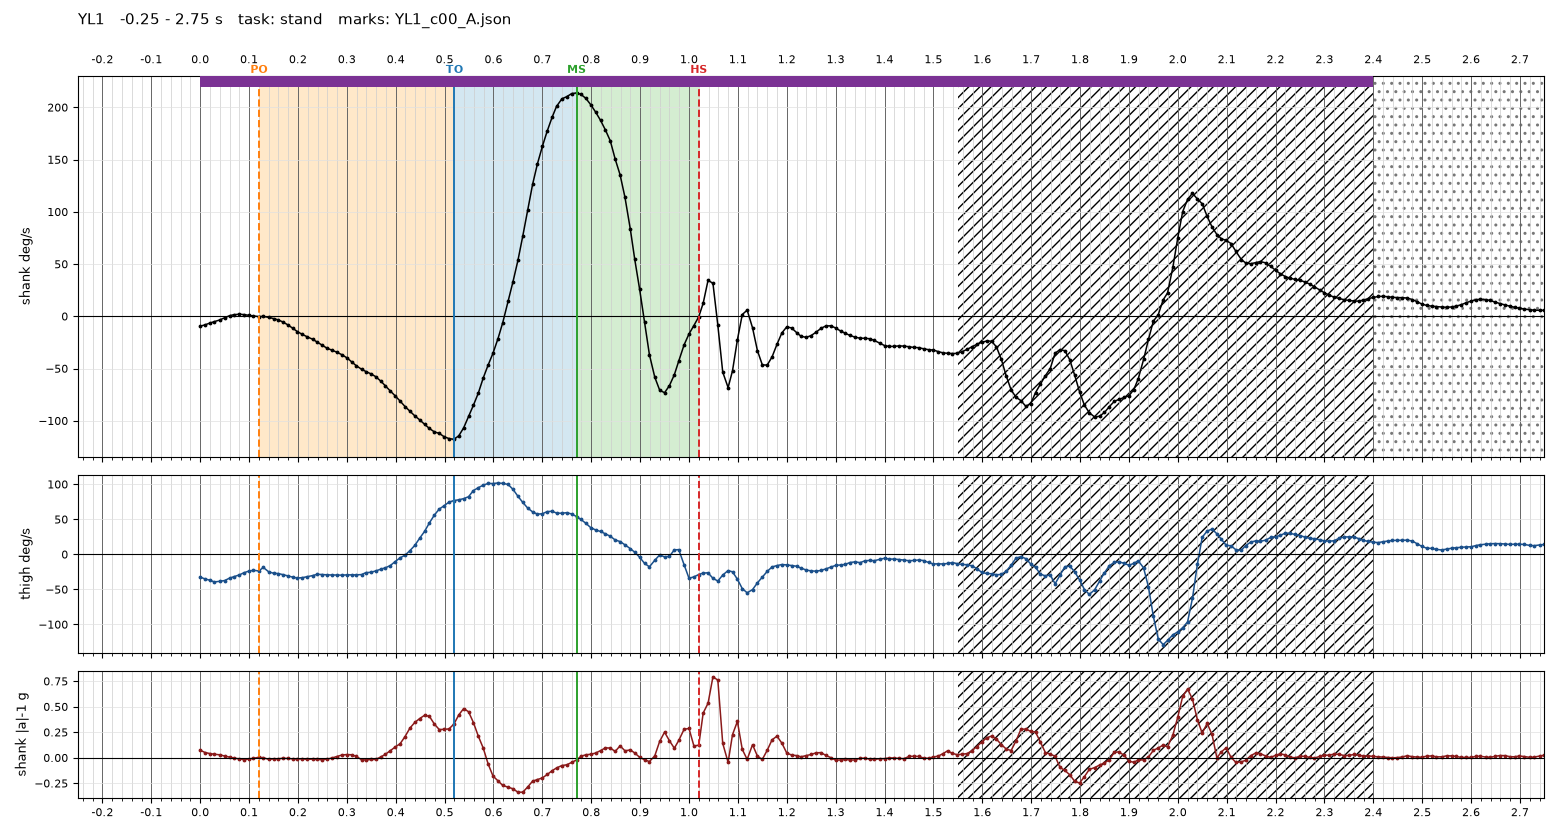 YL1   -0.25 - 2.75 s   task: stand   marks: YL1_c00_A.json
-0.2 -0.1 0.0 0.1 0.2 0.3 0.4 0.5 0.6 0.7 0.8 0.9 1.0 1.1 1.2 1.3 1.4 1.5 1.6 1.7 1.8 1.9 2.0 2.1 2.2 2.3 2.4 2.5 2.6 2.7
PO TO MS HS
shank deg/s
200
150
100
50
0
−50
−100
thigh deg/s
100
50
0
−50
−100
shank |a|-1 g
0.75
0.50
0.25
0.00
−0.25
-0.2 -0.1 0.0 0.1 0.2 0.3 0.4 0.5 0.6 0.7 0.8 0.9 1.0 1.1 1.2 1.3 1.4 1.5 1.6 1.7 1.8 1.9 2.0 2.1 2.2 2.3 2.4 2.5 2.6 2.7